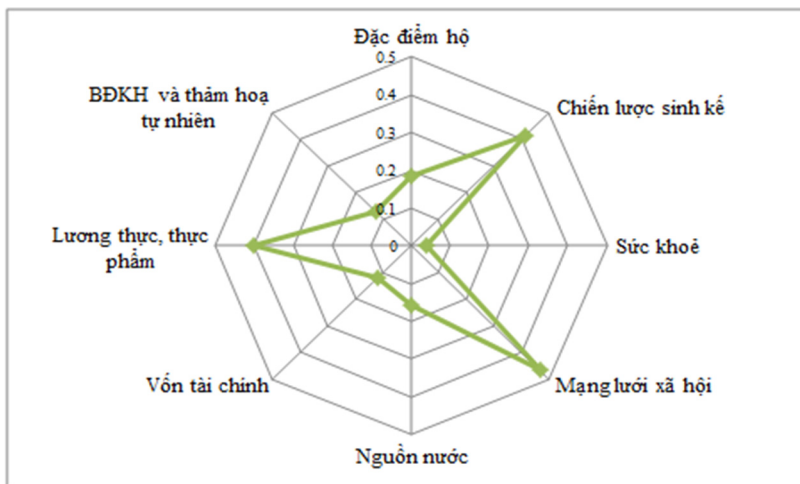 Đặc điểm hộ
0.5
BĐKH và thảm hoạ
tự nhiên
0.4
Chiến lược sinh kế
0.3
0.2
0.1
Lương thực, thực
phẩm
0
Sức khoẻ
Vốn tài chính
Mạng lưới xã hội
Nguồn nước